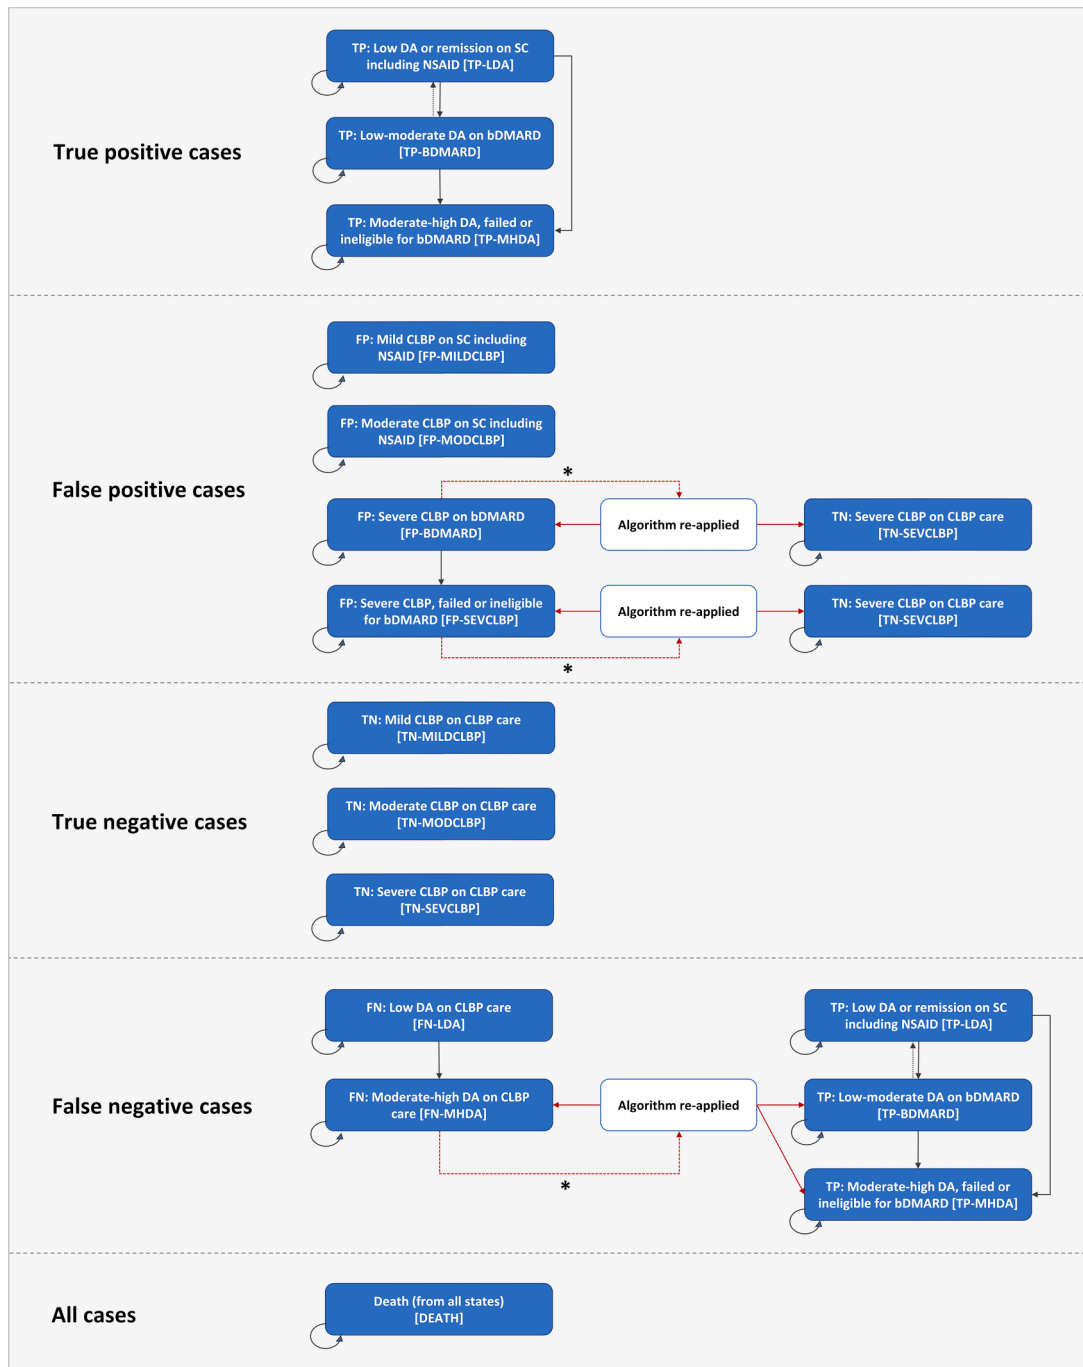 TP: Low DA or remission on SC
including NSAID [TP-LDA]
True positive cases
TP: Low-moderate DA on bDMARD
[TP-BDMARD]
TP: Moderate-high DA, failed or
ineligible for bDMARD [TP-MHDA]
FP: Mild CLBP on SC including
NSAID [FP-MILDCLBP]
FP: Moderate CLBP on SC including
NSAID [FP-MODCLBP]
False positive cases
*
FP: Severe CLBP on bDMARD
[FP-BDMARD]
Algorithm re-applied
TN: Severe CLBP on CLBP care
[TN-SEVCLBP]
FP: Severe CLBP, failed or ineligible
for bDMARD [FP-SEVCLBP]
Algorithm re-applied
TN: Severe CLBP on CLBP care
[TN-SEVCLBP]
*
TN: Mild CLBP on CLBP care
[TN-MILDCLBP]
True negative cases
TN: Moderate CLBP on CLBP care
[TN-MODCLBP]
TN: Severe CLBP on CLBP care
[TN-SEVCLBP]
FN: Low DA on CLBP care
[FN-LDA]
TP: Low DA or remission on SC
including NSAID [TP-LDA]
False negative cases
FN: Moderate-high DA on CLBP
care [FN-MHDA]
Algorithm re-applied
TP: Low-moderate DA on bDMARD
[TP-BDMARD]
*
TP: Moderate-high DA, failed or
ineligible for bDMARD [TP-MHDA]
All cases
Death (from all states)
[DEATH]